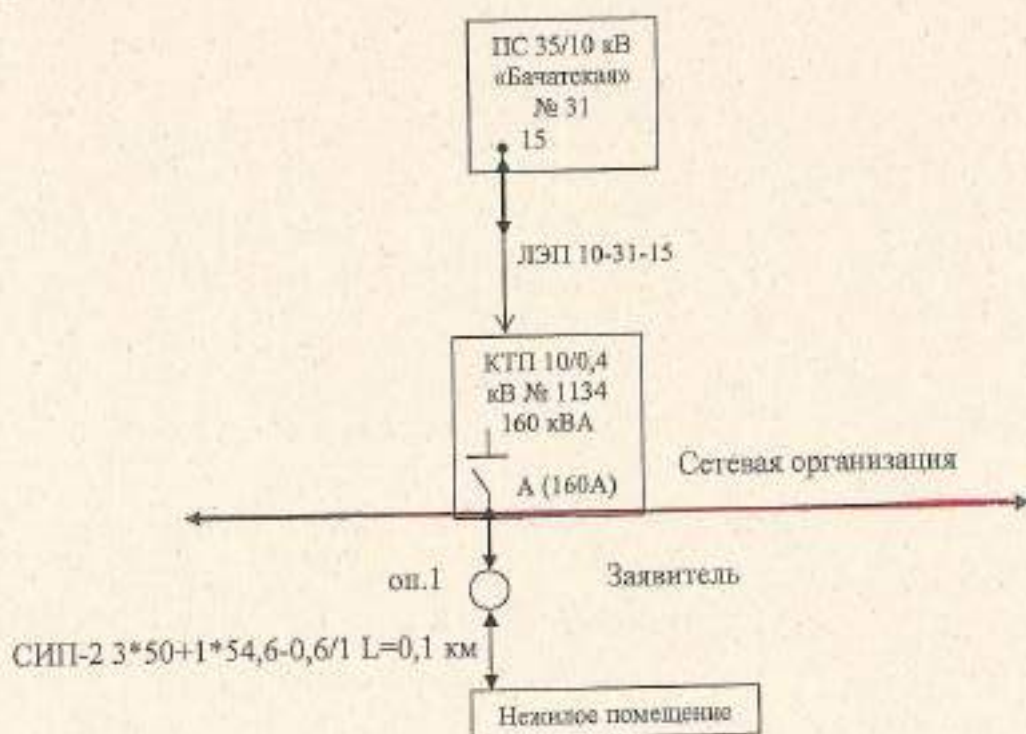 ПС 35/10 кВ
«Бачатская»
№ 31
15
ЛЭП 10-31-15
КТП 10/0,4
кВ № 1134
160 кВА
А (160А)
Сетевая организация
оп.1
Заявитель
СИП-2 3*50+1*54,6-0,6/1 L=0,1 км
Нежилое помещение